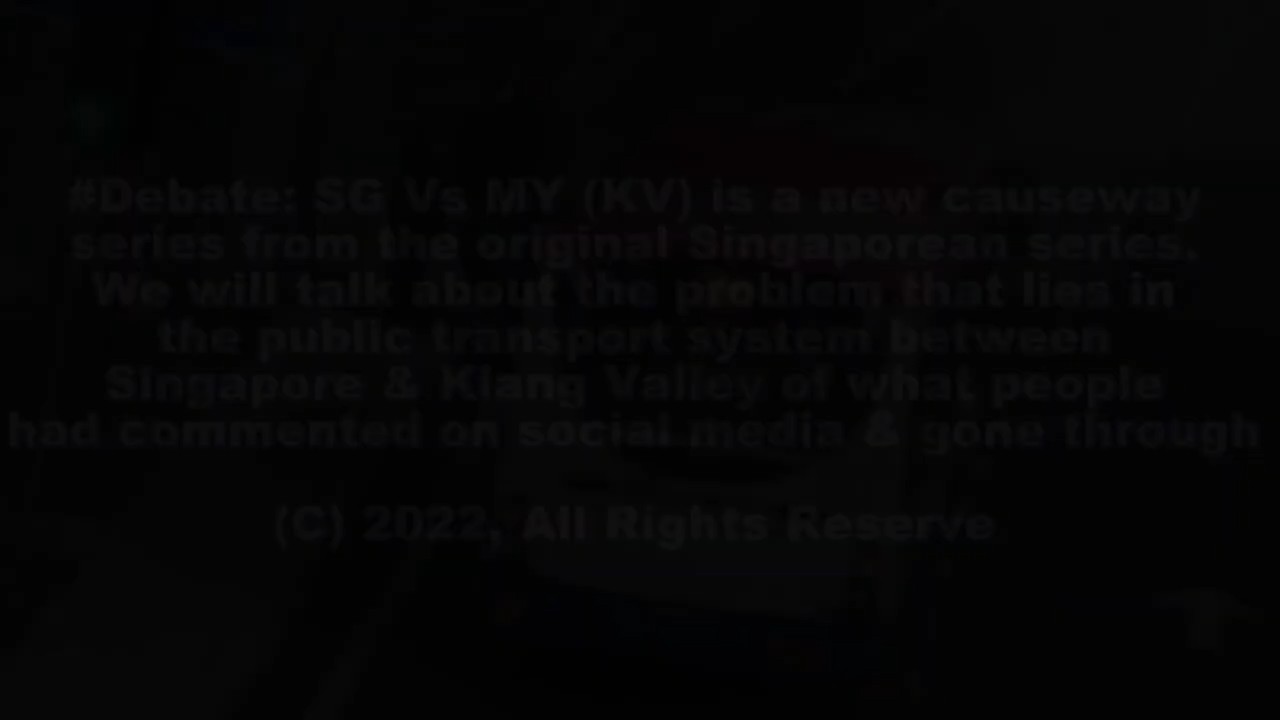 #Debate: SG Vs MY (KV) is a new causeway
series from the original Singaporean series.
We will talk about the problem that lies in
the public transport system between
Singapore & Klang Valley of what people
had commented on social media & gone through
(C) 2022, All Rights Reserve